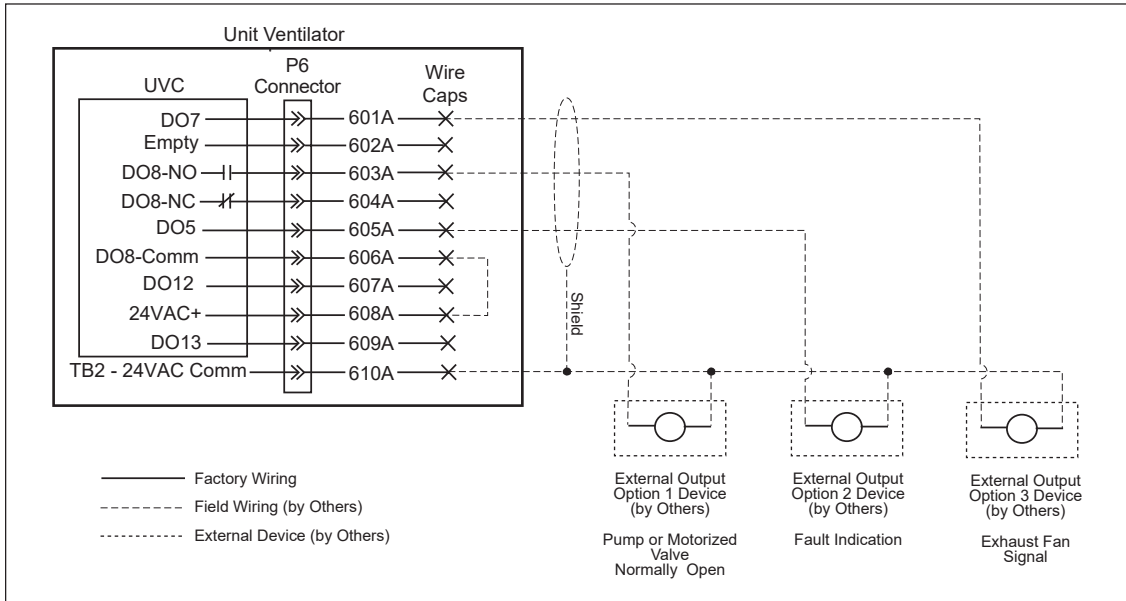 Unit Ventilator
UVC
P6
Connector
Wire
Caps
DO7
601A
Empty
602A
DO8-NO
603A
DO8-NC
604A
DO5
605A
DO8-Comm
606A
DO12
607A
24VAC+
608A
DO13
609A
TB2 - 24VAC Comm
610A
Shield
Factory Wiring
Field Wiring (by Others)
External Device (by Others)
External Output
Option 1 Device
(by Others)
Pump or Motorized
Valve
Normally Open
External Output
Option 2 Device
(by Others)
Fault Indication
External Output
Option 3 Device
(by Others)
Exhaust Fan
Signal